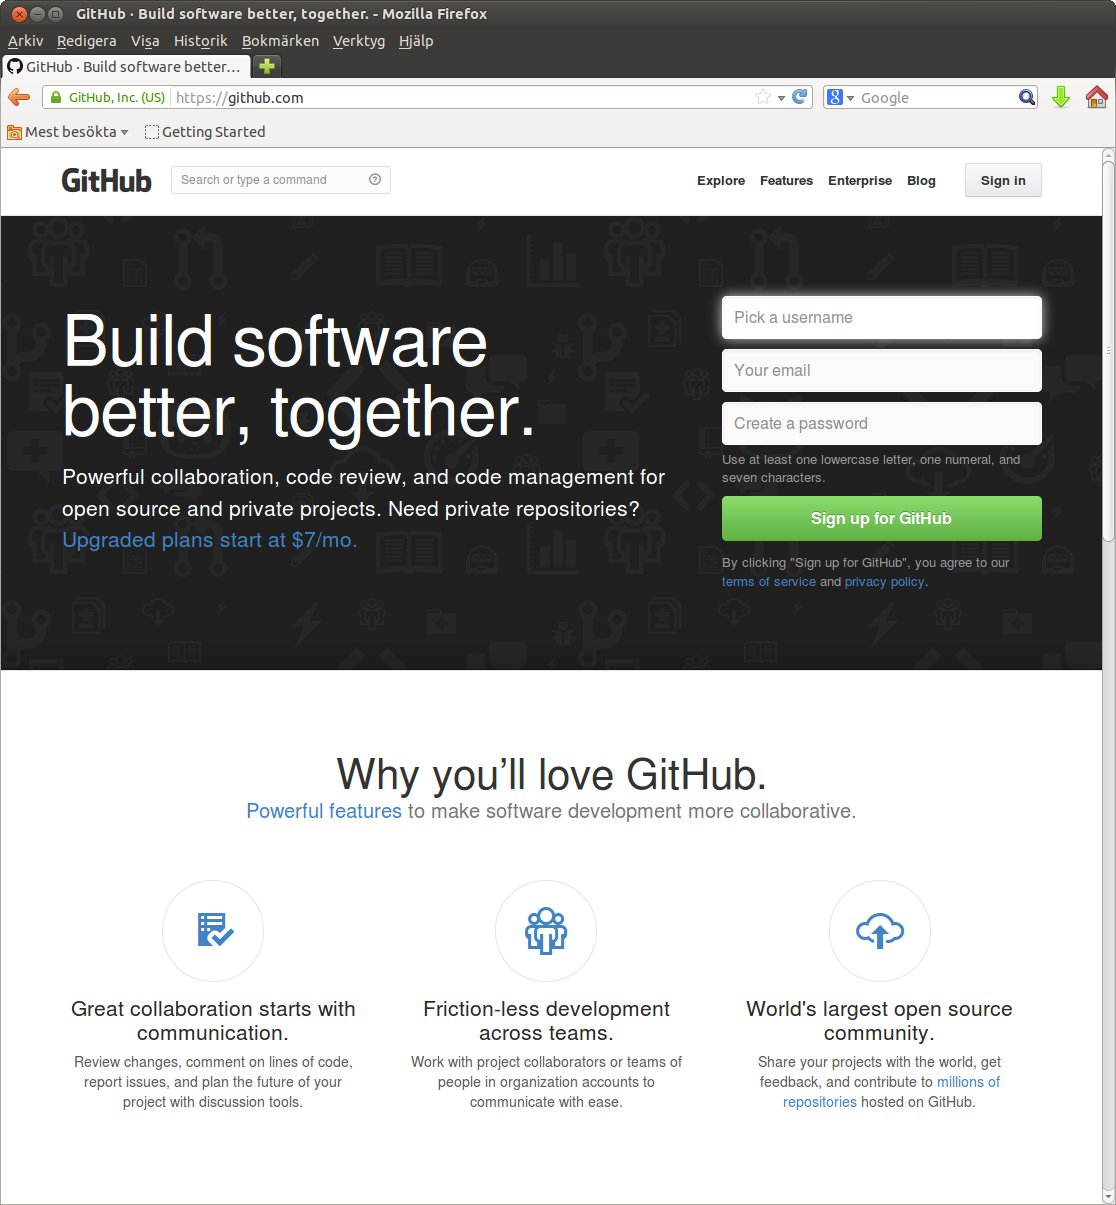 GitHub · Build software better, together. - Mozilla Firefox
Arkiv Redigera Visa Historik Bokmärken Verktyg Hjälp
GitHub · Build software better...
GitHub, Inc. (US) https://github.com Google
Mest besökta Getting Started
GitHub Search or type a command Explore Features Enterprise Blog Sign in
Build software
better, together.
Powerful collaboration, code review, and code management for
open source and private projects. Need private repositories?
Upgraded plans start at $7/mo.
Pick a username
Your email
Create a password
Use at least one lowercase letter, one numeral, and
seven characters.
Sign up for GitHub
By clicking "Sign up for GitHub", you agree to our
terms of service and privacy policy.
Why you’ll love GitHub.
Powerful features to make software development more collaborative.
Great collaboration starts with
communication.
Review changes, comment on lines of code,
report issues, and plan the future of your
project with discussion tools.
Friction-less development
across teams.
Work with project collaborators or teams of
people in organization accounts to
communicate with ease.
World's largest open source
community.
Share your projects with the world, get
feedback, and contribute to millions of
repositories hosted on GitHub.